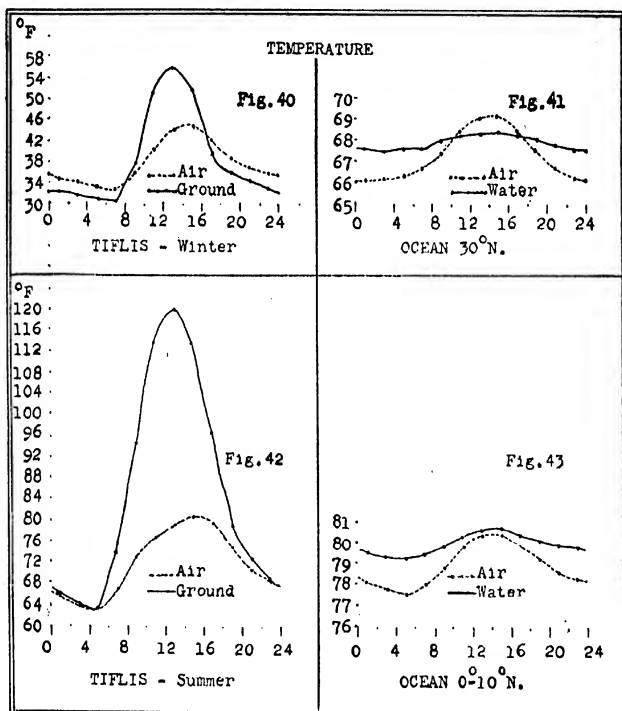 °F
TEMPERATURE
58
54
50
46
42
38
34
30
Fig.40
Air
Ground
0 4 8 12 16 20 24
TIFLIS - Winter
70
69
68
67
66
65
Fig.41
Air
Water
0 4 8 12 16 20 24
OCEAN 30°N.
°F
120
116
112
108
104
100
96
92
88
84
80
76
72
68
64
60
Fig.42
Air
Ground
0 4 8 12 16 20 24
TIFLIS - Summer
81
80
79
78
77
76
Fig.43
Air
Water
0 4 8 12 16 20 24
OCEAN 0°-10°N.